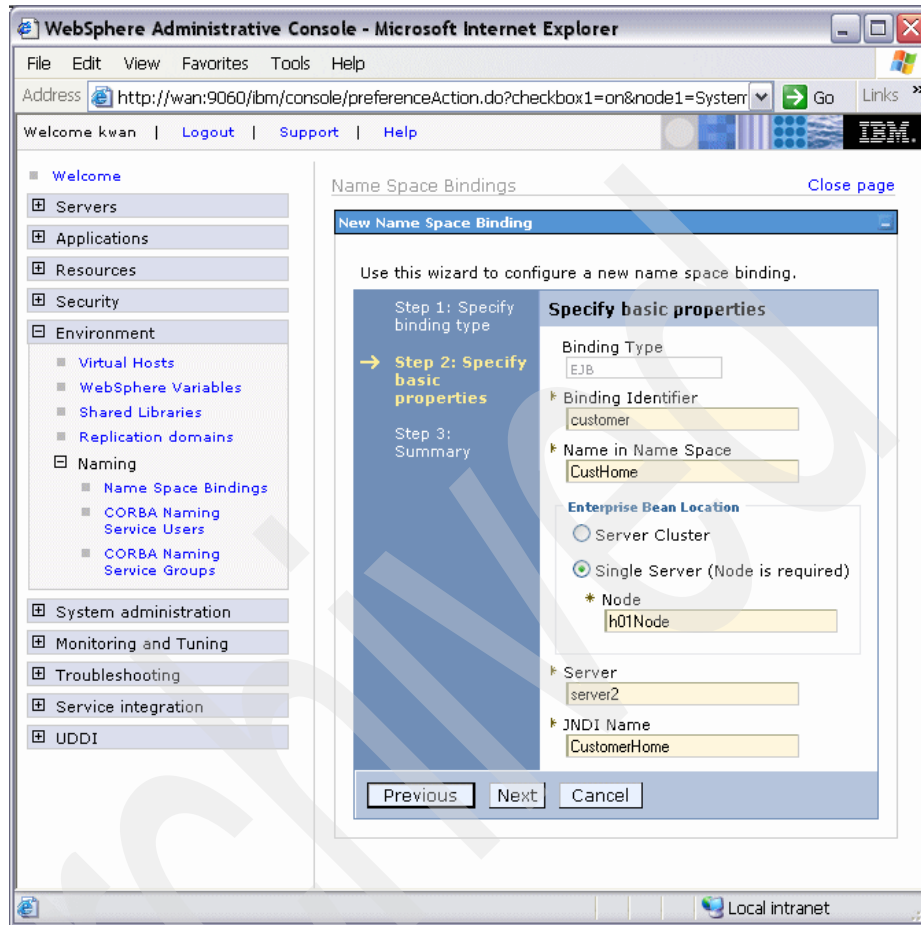 WebSphere Administrative Console - Microsoft Internet Explorer
File Edit View Favorites Tools Help
Address http://wan:9060/ibm/console/preferenceAction.do?checkbox1=on&node1=System Go Links »
Welcome kwan | Logout | Support | Help
IBM.
Welcome
Servers
Applications
Resources
Security
Environment
Virtual Hosts
WebSphere Variables
Shared Libraries
Replication domains
Naming
Name Space Bindings
CORBA Naming
Service Users
CORBA Naming
Service Groups
System administration
Monitoring and Tuning
Troubleshooting
Service integration
UDDI
Name Space Bindings Close page
New Name Space Binding
Use this wizard to configure a new name space binding.
Step 1: Specify
binding type
Step 2: Specify
basic
properties
Step 3:
Summary
Specify basic properties
Binding Type
EJB
Binding Identifier
customer
Name in Name Space
CustHome
Enterprise Bean Location
Server Cluster
Single Server (Node is required)
* Node
h01Node
Server
server2
JNDI Name
CustomerHome
Previous Next Cancel
Local intranet